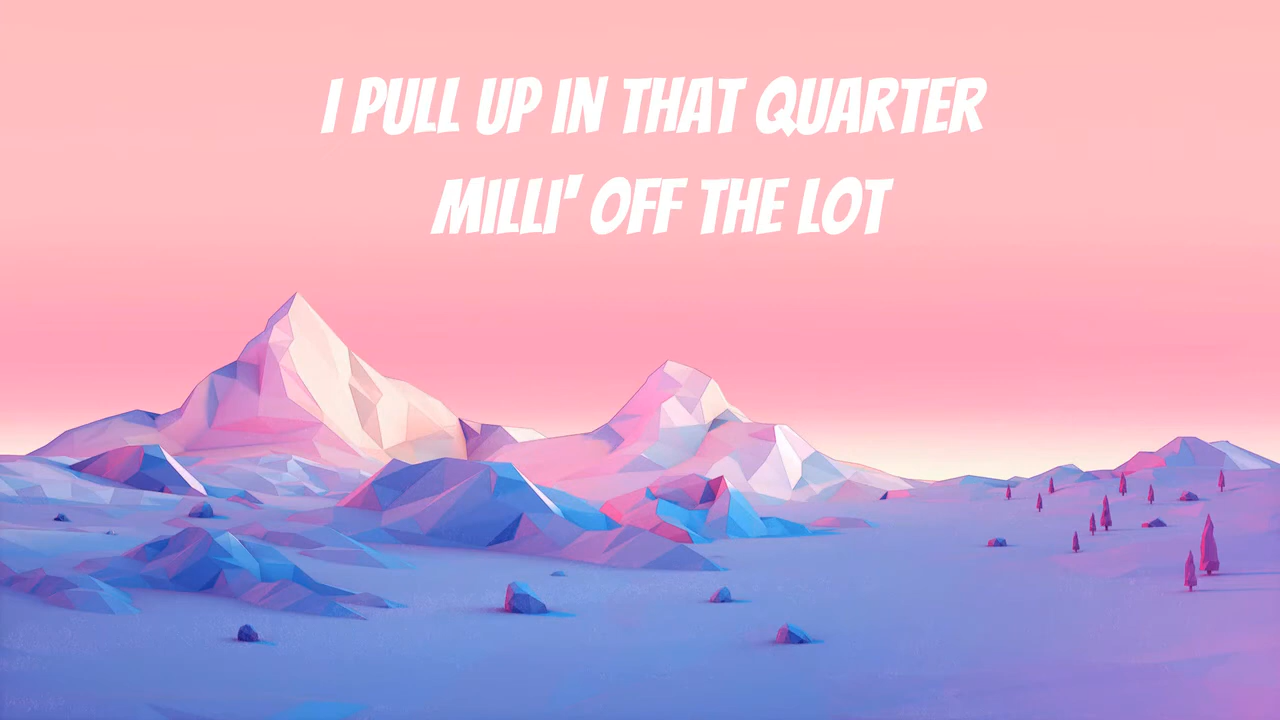 I PULL UP IN THAT QUARTER
MILLI' OFF THE LOT